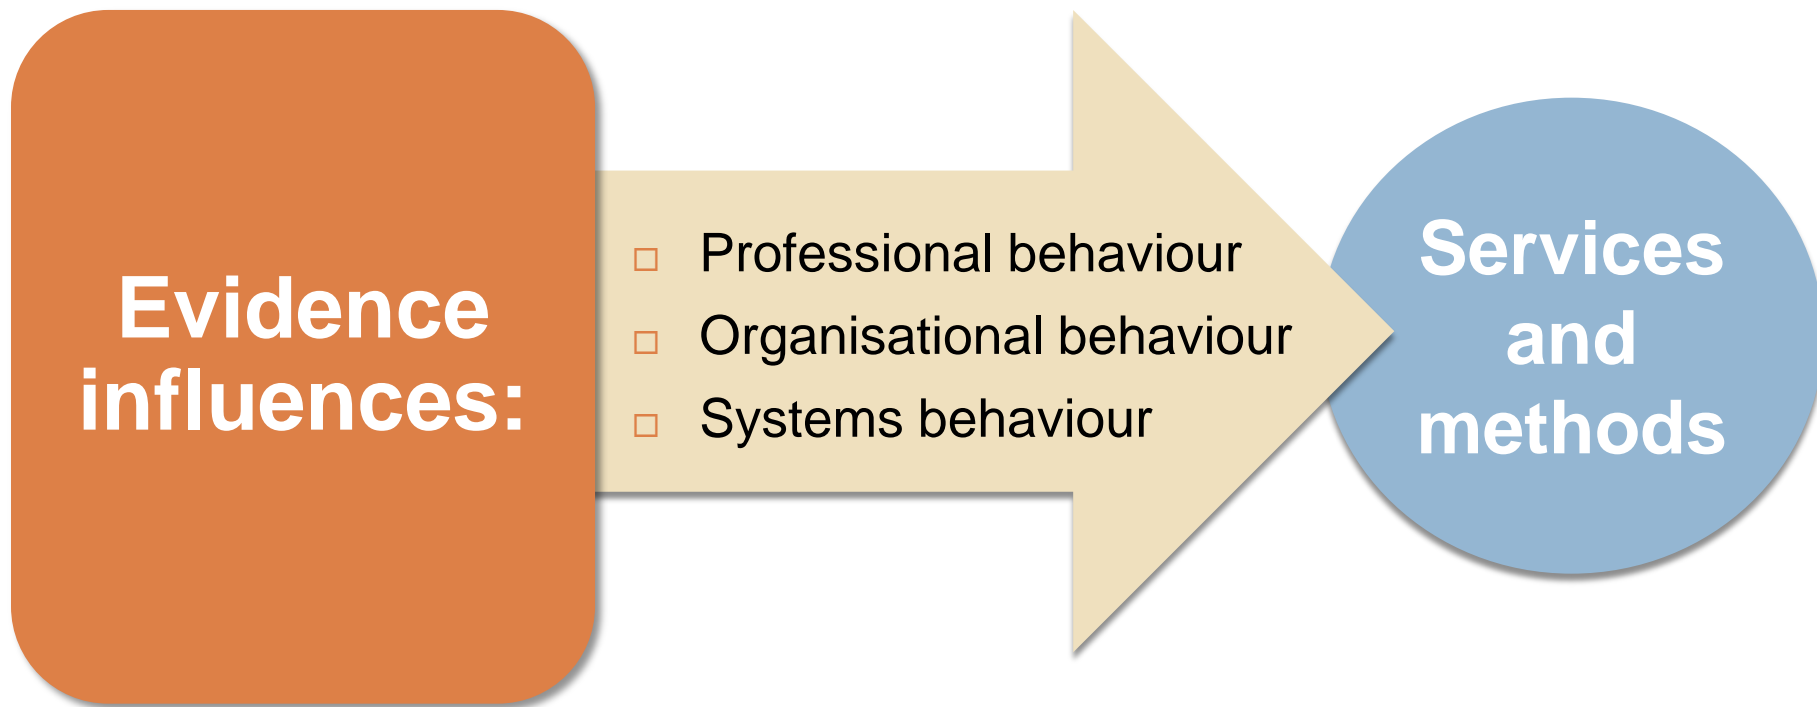 Evidence
influences:
Professional behaviour
Organisational behaviour
Systems behaviour
Services
and
methods